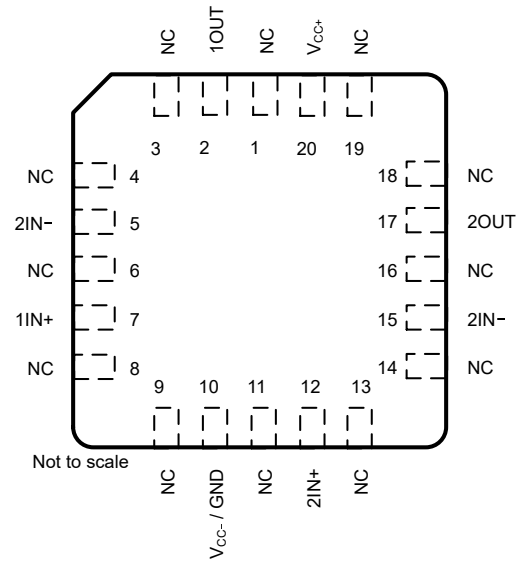 NC
1OUT
NC
VCC+
NC
3
2
1
20
19
NC
4
18
NC
2IN−
5
17
2OUT
NC
6
16
NC
1IN+
7
15
2IN−
NC
8
14
NC
9
10
11
12
13
Not to scale
NC
VCC- / GND
NC
2IN+
NC